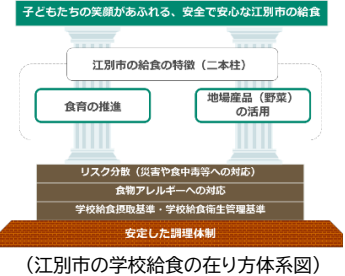 子どもたちの笑顔があふれる、安全で安心な江別市の給食
江別市の給食の特徴（二本柱）
食育の推進
地場産品（野菜）
の活用
リスク分散（災害や食中毒等への対応）
食物アレルギーへの対応
学校給食摂取基準・学校給食衛生管理基準
安定した調理体制
（江別市の学校給食の在り方体系図）